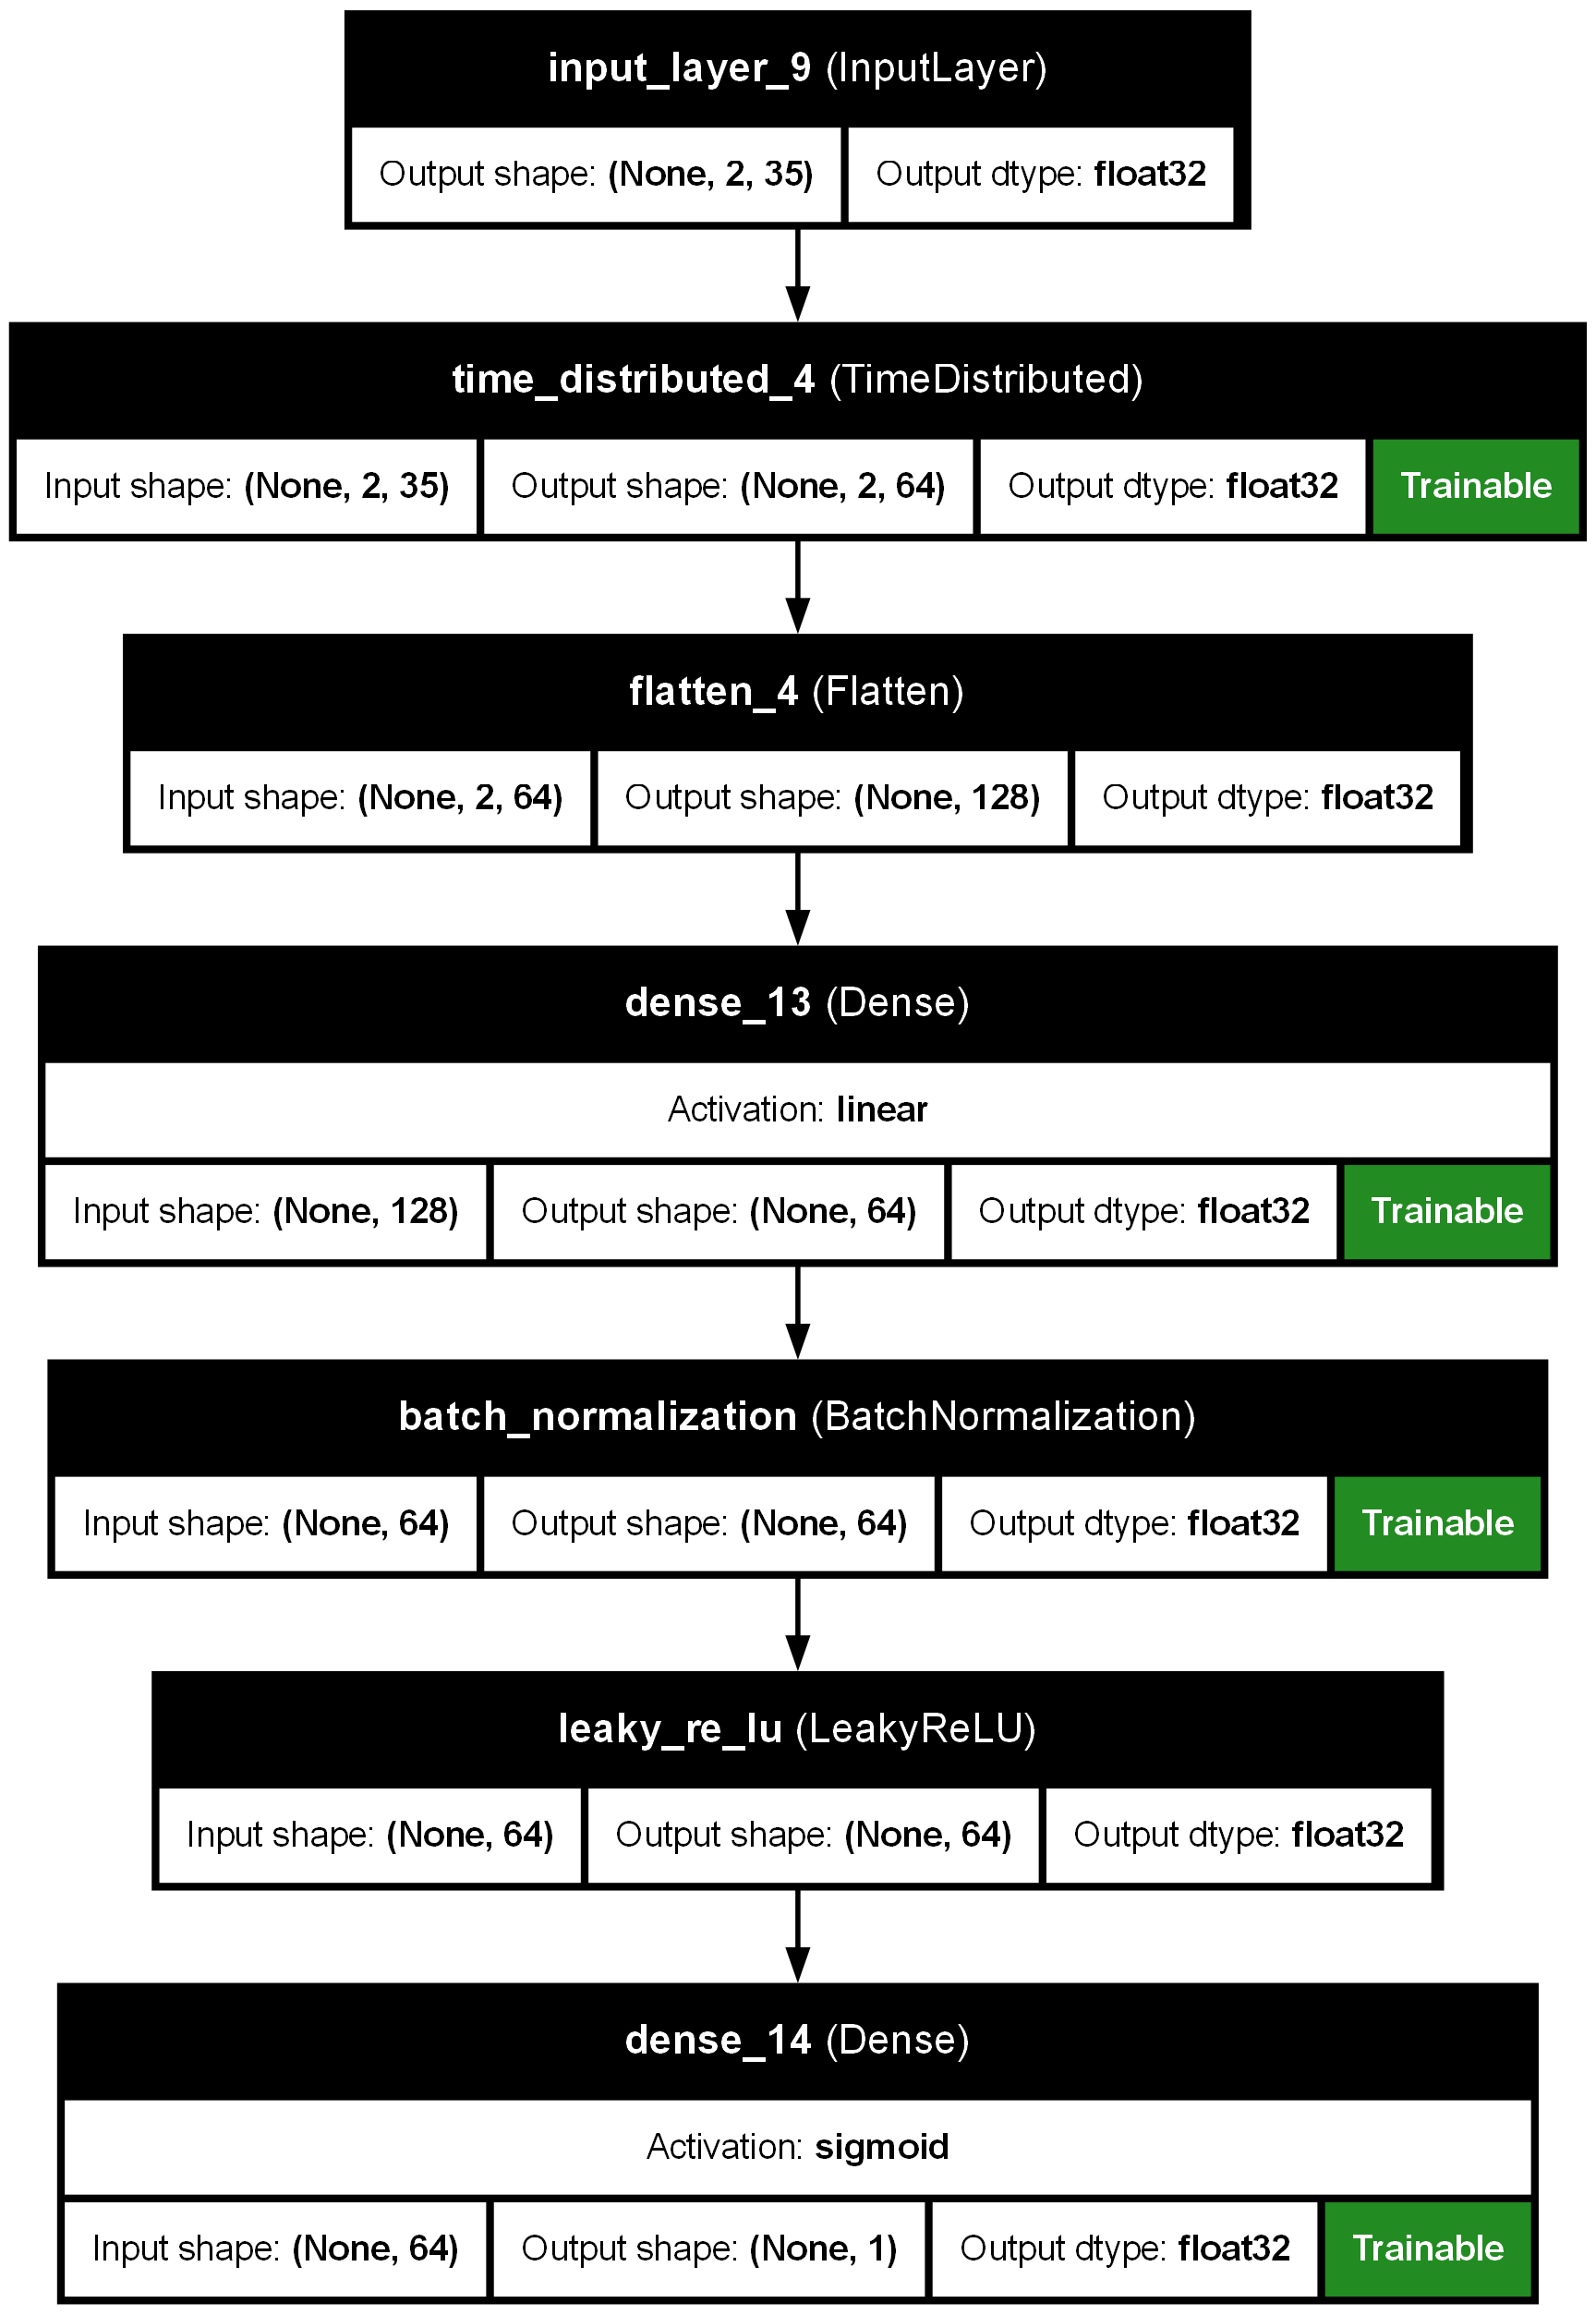 input_layer_9 (InputLayer)
Output shape: (None, 2, 35) Output dtype: float32
time_distributed_4 (TimeDistributed)
Input shape: (None, 2, 35) Output shape: (None, 2, 64) Output dtype: float32 Trainable
flatten_4 (Flatten)
Input shape: (None, 2, 64) Output shape: (None, 128) Output dtype: float32
dense_13 (Dense)
Activation: linear
Input shape: (None, 128) Output shape: (None, 64) Output dtype: float32 Trainable
batch_normalization (BatchNormalization)
Input shape: (None, 64) Output shape: (None, 64) Output dtype: float32 Trainable
leaky_re_lu (LeakyReLU)
Input shape: (None, 64) Output shape: (None, 64) Output dtype: float32
dense_14 (Dense)
Activation: sigmoid
Input shape: (None, 64) Output shape: (None, 1) Output dtype: float32 Trainable